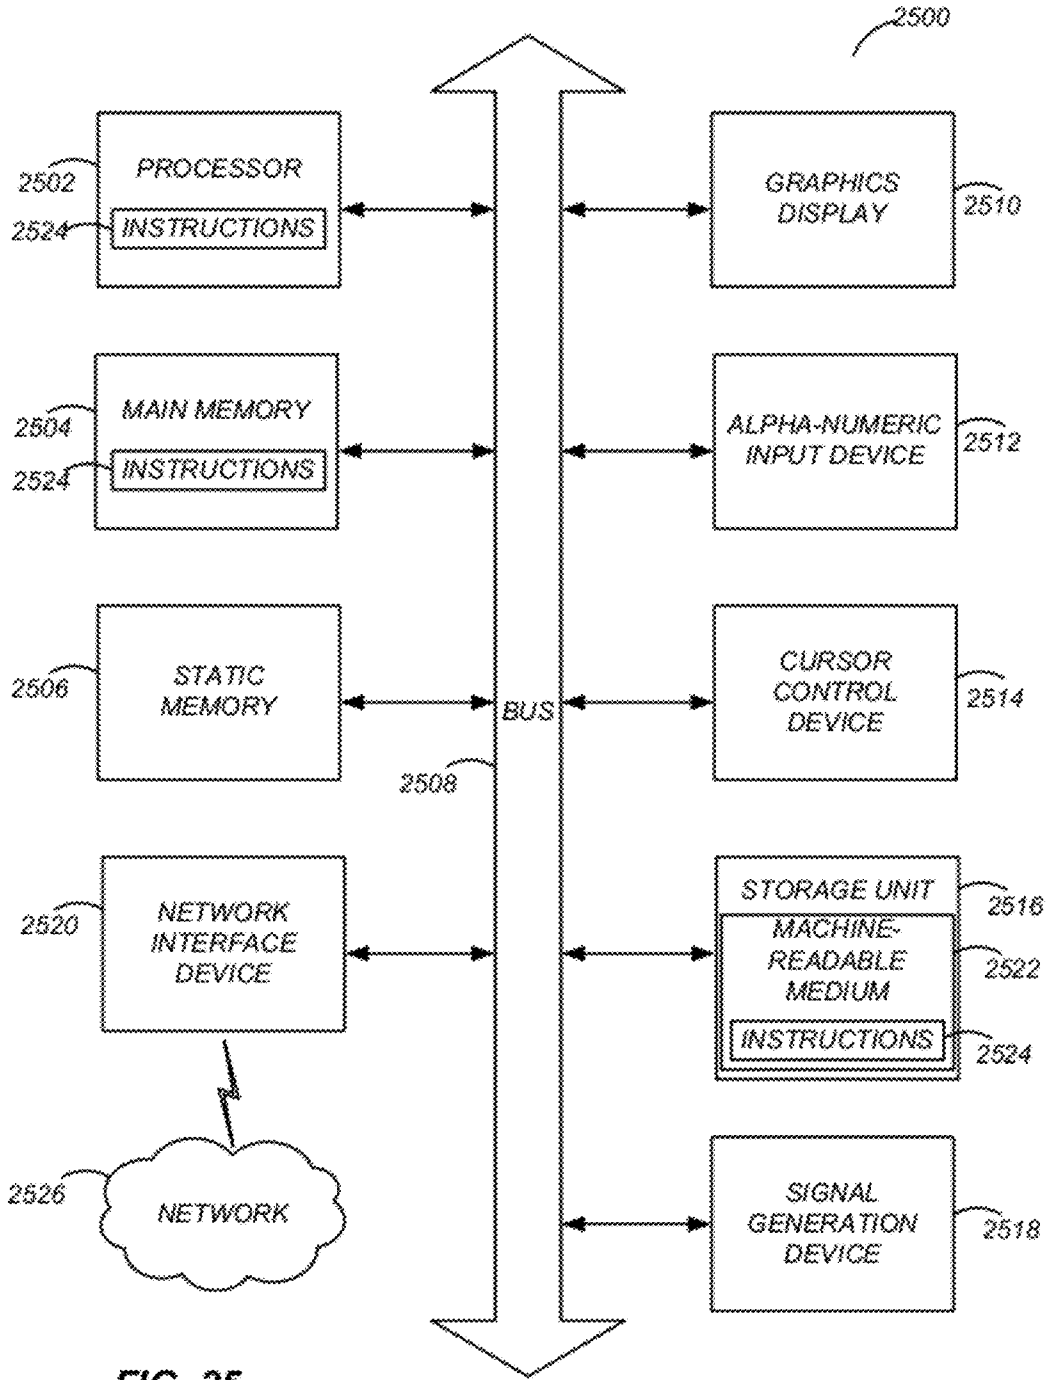 2500
PROCESSOR
2502
INSTRUCTIONS
2524
GRAPHICS
DISPLAY
2510
MAIN MEMORY
2504
INSTRUCTIONS
2524
ALPHA-NUMERIC
INPUT DEVICE
2512
STATIC
MEMORY
2506
BUS
2508
CURSOR
CONTROL
DEVICE
2514
NETWORK
INTERFACE
DEVICE
2520
STORAGE UNIT
2516
MACHINE-
READABLE
MEDIUM
2522
INSTRUCTIONS
2524
NETWORK
2526
SIGNAL
GENERATION
DEVICE
2518
FIG. 25